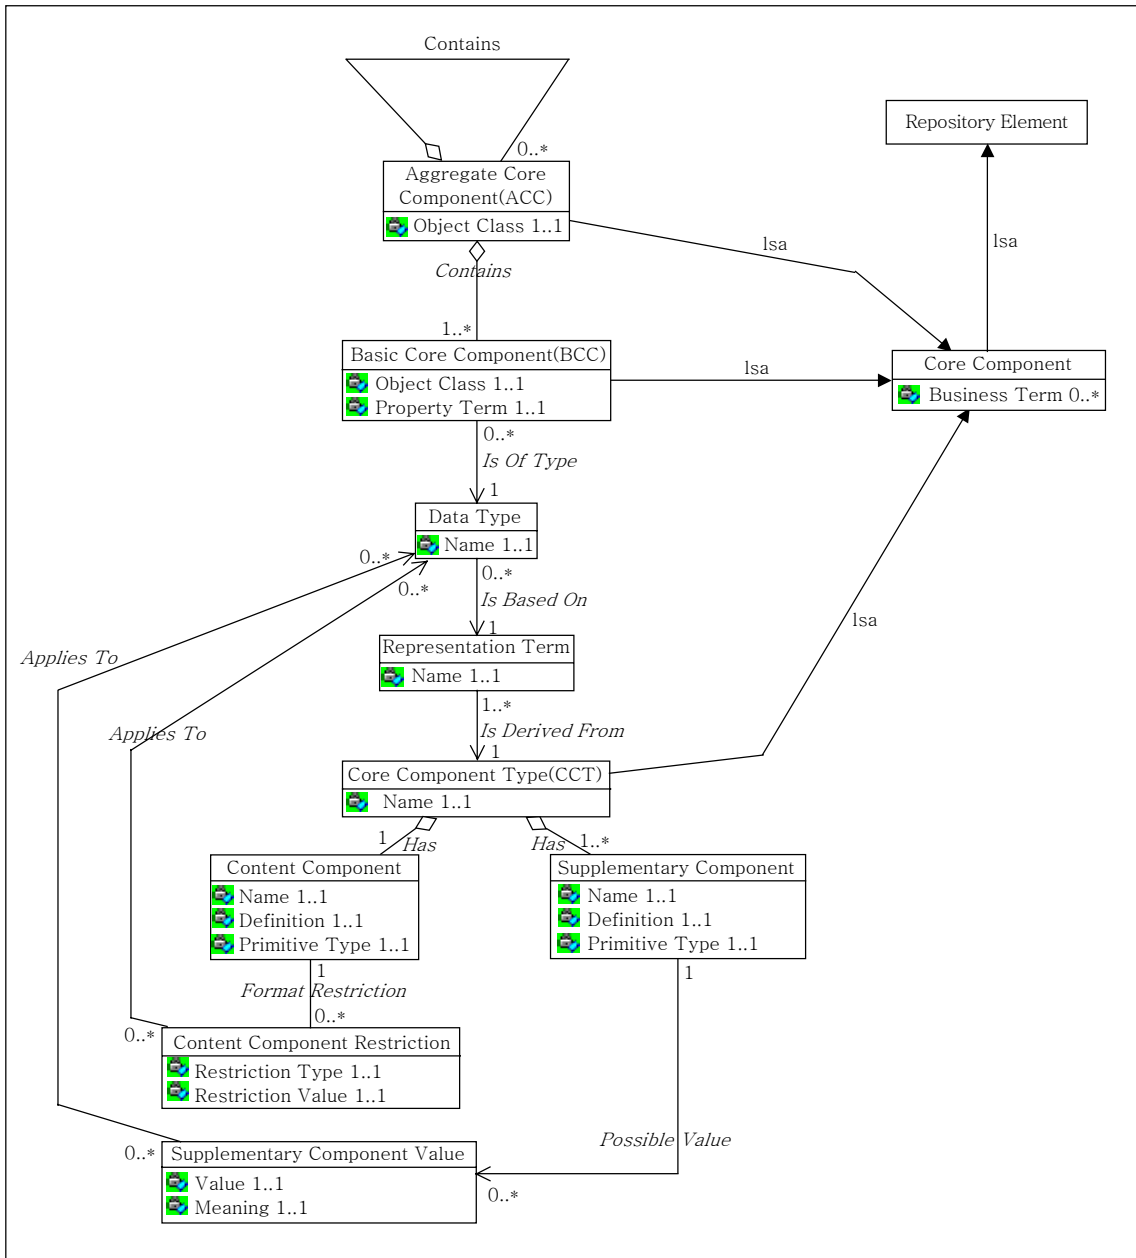 Contains
0..*
Aggregate Core
Component(ACC)
Object Class 1..1
Repository Element
lsa
lsa
Contains
1..*
Basic Core Component(BCC)
Object Class 1..1
Property Term 1..1
lsa
Core Component
Business Term 0..*
0..*
Is Of Type
1
Data Type
Name 1..1
0..*
0..*
0..*
Is Based On
1
Representation Term
Name 1..1
lsa
Applies To
Applies To
1..*
Is Derived From
1
Core Component Type(CCT)
Name 1..1
1
Has
Has
1..*
Content Component
Name 1..1
Definition 1..1
Primitive Type 1..1
Supplementary Component
Name 1..1
Definition 1..1
Primitive Type 1..1
1
Format Restriction
0..*
1
0..*
Content Component Restriction
Restriction Type 1..1
Restriction Value 1..1
Possible Value
0..*
Supplementary Component Value
Value 1..1
Meaning 1..1
0..*